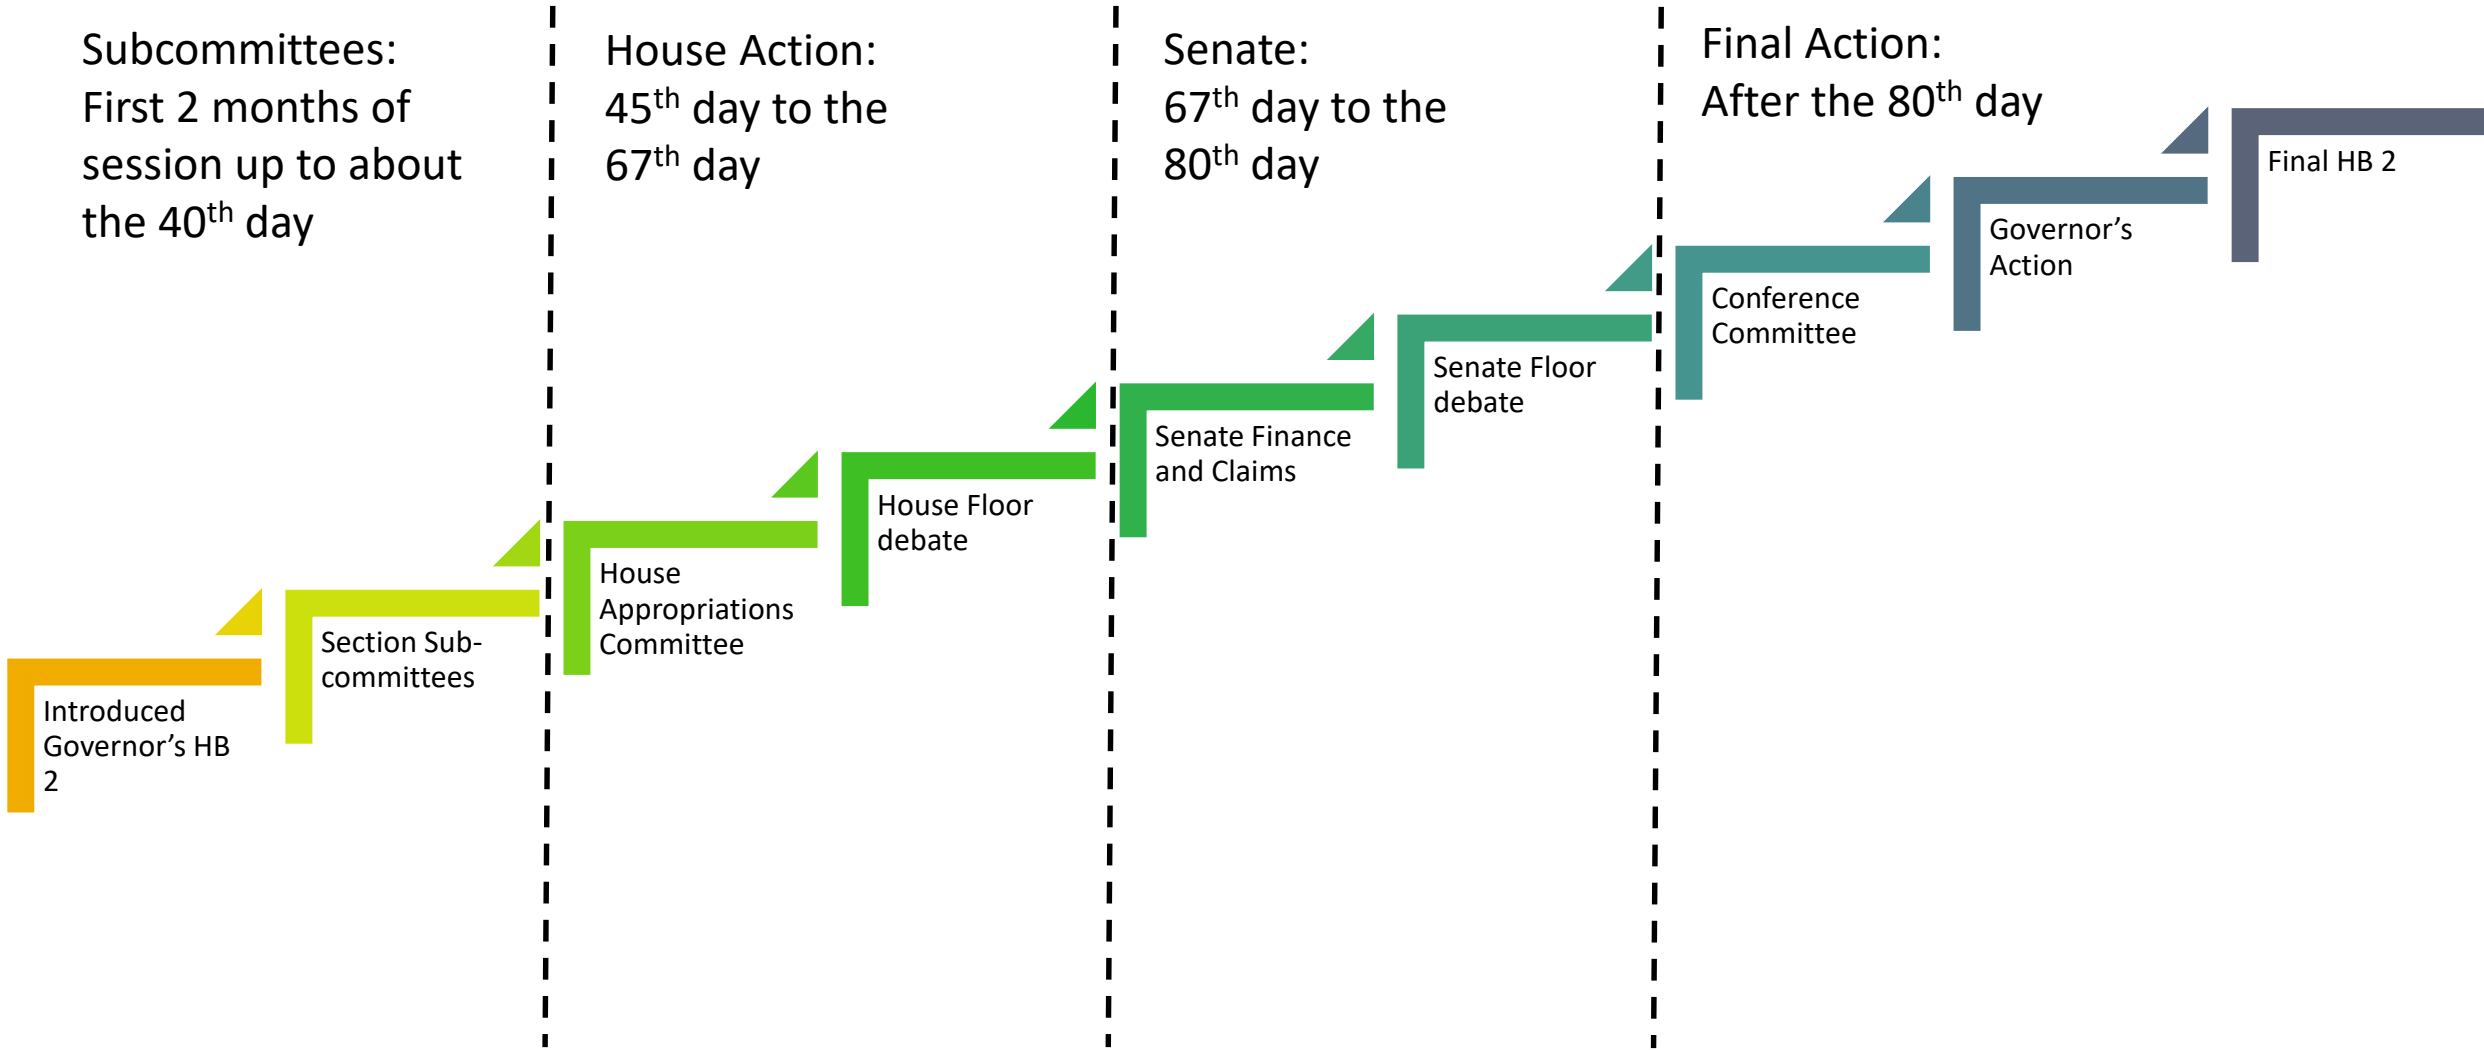 Subcommittees:
First 2 months of
session up to about
the 40th day
House Action:
45th day to the
67th day
Senate:
67th day to the
80th day
Final Action:
After the 80th day
Introduced
Governor’s HB
2
Section Sub-
committees
House
Appropriations
Committee
House Floor
debate
Senate Finance
and Claims
Senate Floor
debate
Conference
Committee
Governor’s
Action
Final HB 2